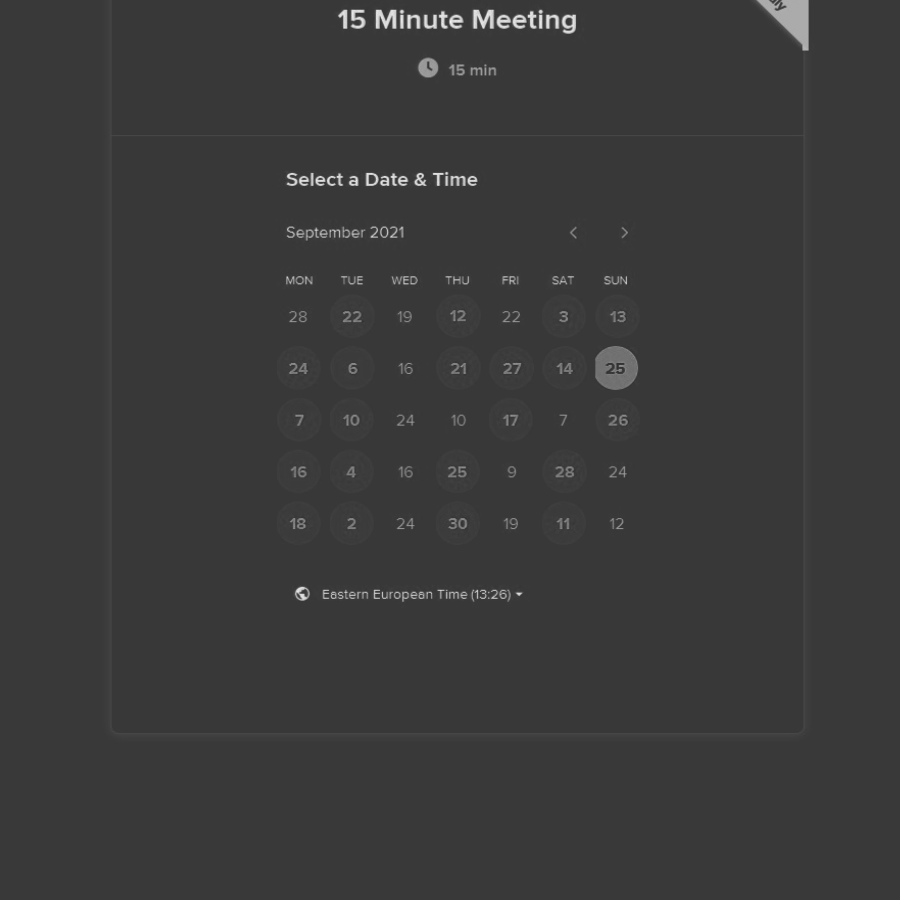 15 Minute Meeting
15 min
Select a Date & Time
September 2021
MON TUE WED THU FRI SAT SUN
28 22 19 12 22 3 13
24 6 16 21 27 14 25
7 10 24 10 17 7 26
16 4 16 25 9 28 24
18 2 24 30 19 11 12
Eastern European Time (13:26)